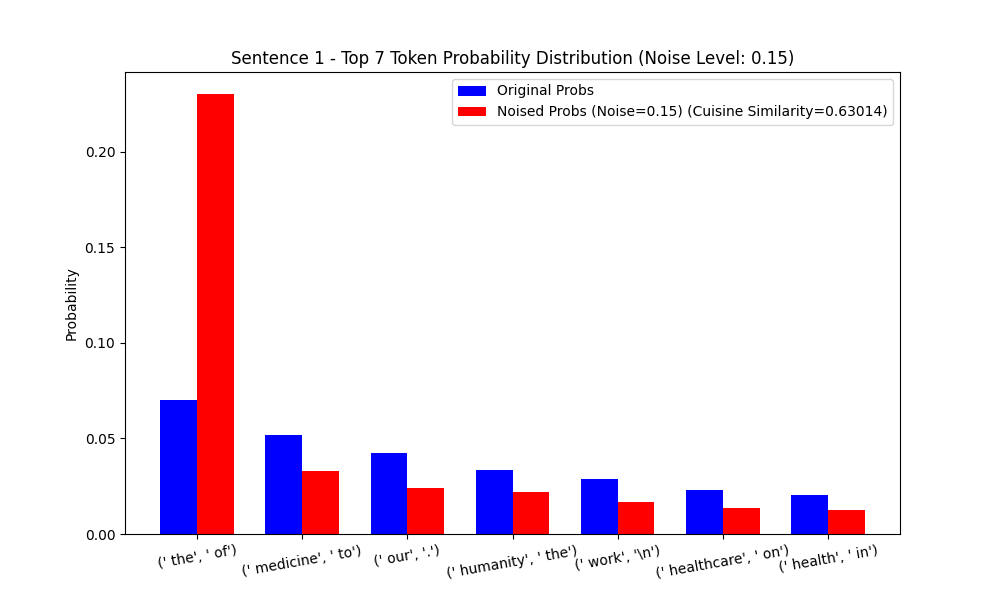 Sentence 1 - Top 7 Token Probability Distribution (Noise Level: 0.15)
Original Probs
Noised Probs (Noise=0.15) (Cuisine Similarity=0.63014)
Probability
0.20
0.15
0.10
0.05
0.00
(' the', ' of')
(' medicine', ' to')
(' our', '.')
(' humanity', ' the')
(' work', '\n')
(' healthcare', ' on')
(' health', ' in')